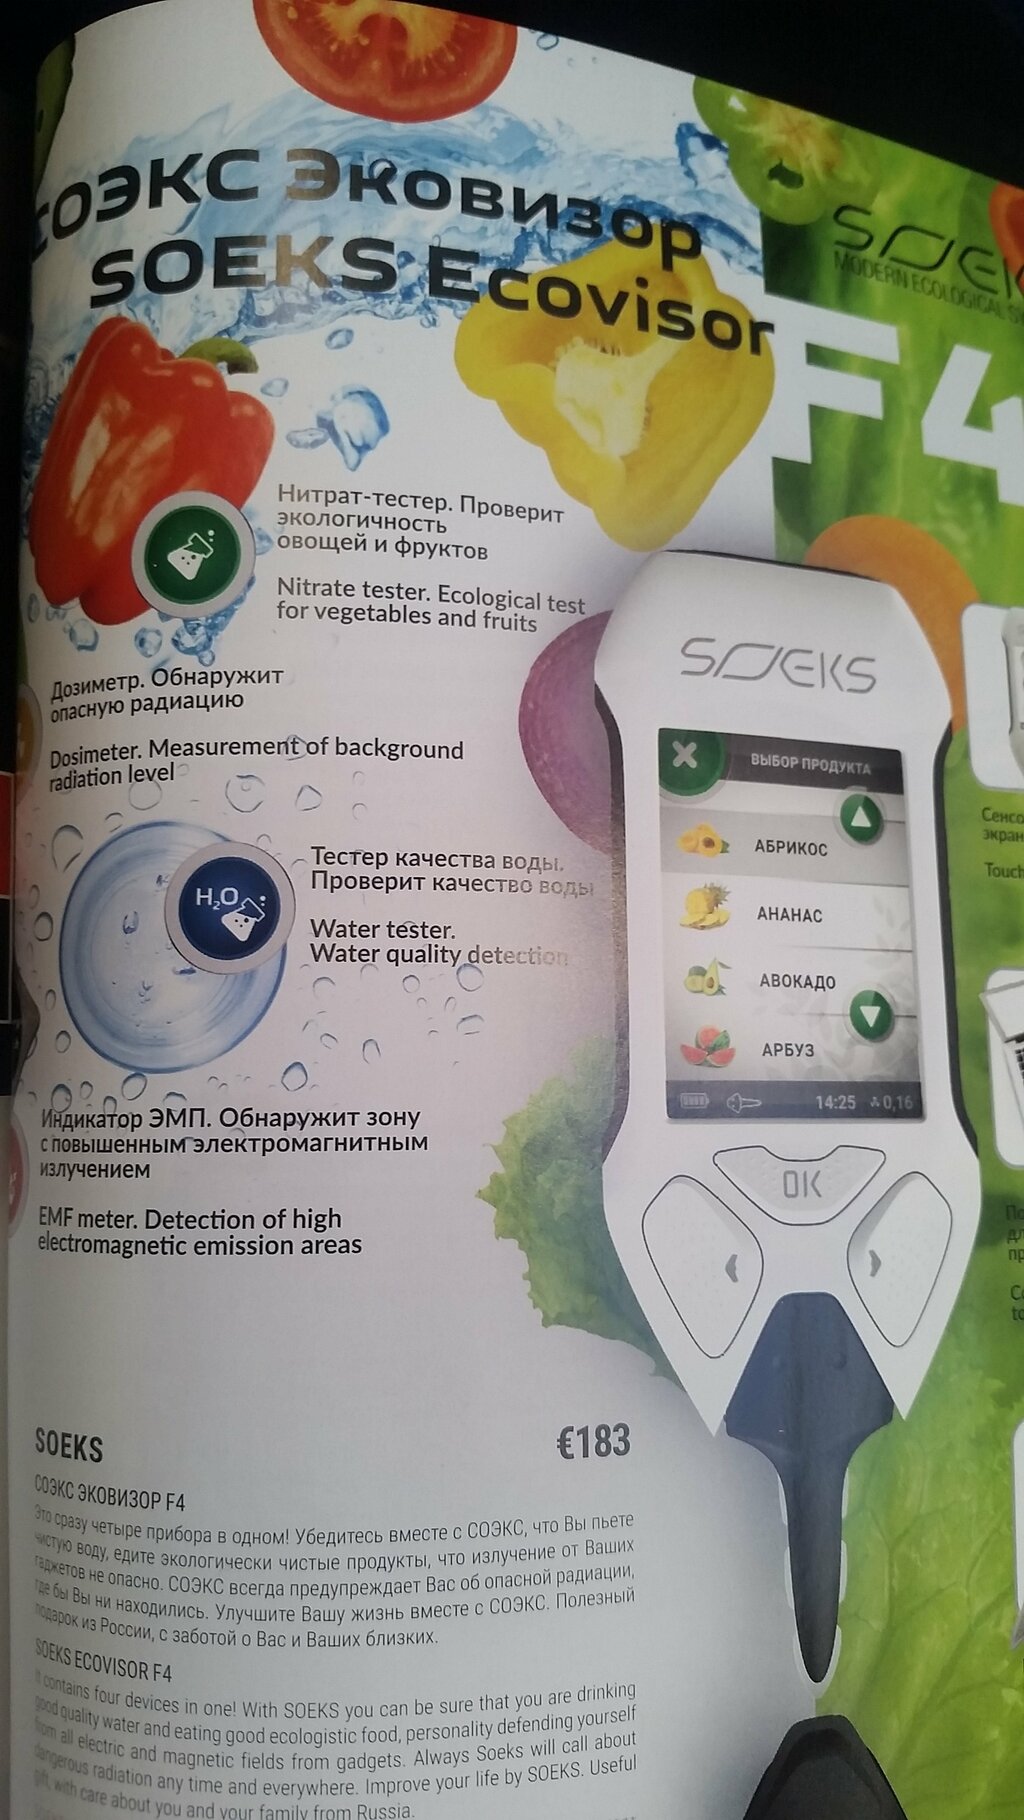 СОЭКС Эковизор
SOEKS Ecovisor
MODERN ECOLOGICAL
F4
Нитрат-тестер. Проверит
экологичность
овощей и фруктов
Nitrate tester. Ecological test
for vegetables and fruits
Дозиметр. Обнаружит
опасную радиацию
Dosimeter. Measurement of background
radiation level
H₂O
Тестер качества воды.
Проверит качество воды
Water tester.
Water quality detection
Индикатор ЭМП. Обнаружит зону
с повышенным электромагнитным
излучением
EMF meter. Detection of high
electromagnetic emission areas
SOEKS
ВЫБОР ПРОДУКТА
АБРИКОС
АНАНАС
АВОКАДО
АРБУЗ
14:25 0,16
OK
Touch
SOEKS €183
СОЭКС ЭКОВИЗОР F4
Это сразу четыре прибора в одном! Убедитесь вместе с СОЭКС, что Вы пьете
чистую воду, едите экологически чистые продукты, что излучение от Ваших
гаджетов не опасно. СОЭКС всегда предупреждает Вас об опасной радиации,
где бы Вы ни находились. Улучшите Вашу жизнь вместе с СОЭКС. Полезный
подарок из России, с заботой о Вас и Ваших близких.
SOEKS ECOVISOR F4
It contains four devices in one! With SOEKS you can be sure that you are drinking
good quality water and eating good ecologistic food, personality defending yourself
from all electric and magnetic fields from gadgets. Always Soeks will call about
dangerous radiation any time and everywhere. Improve your life by SOEKS. Useful
gift, with care about you and your family from Russia.